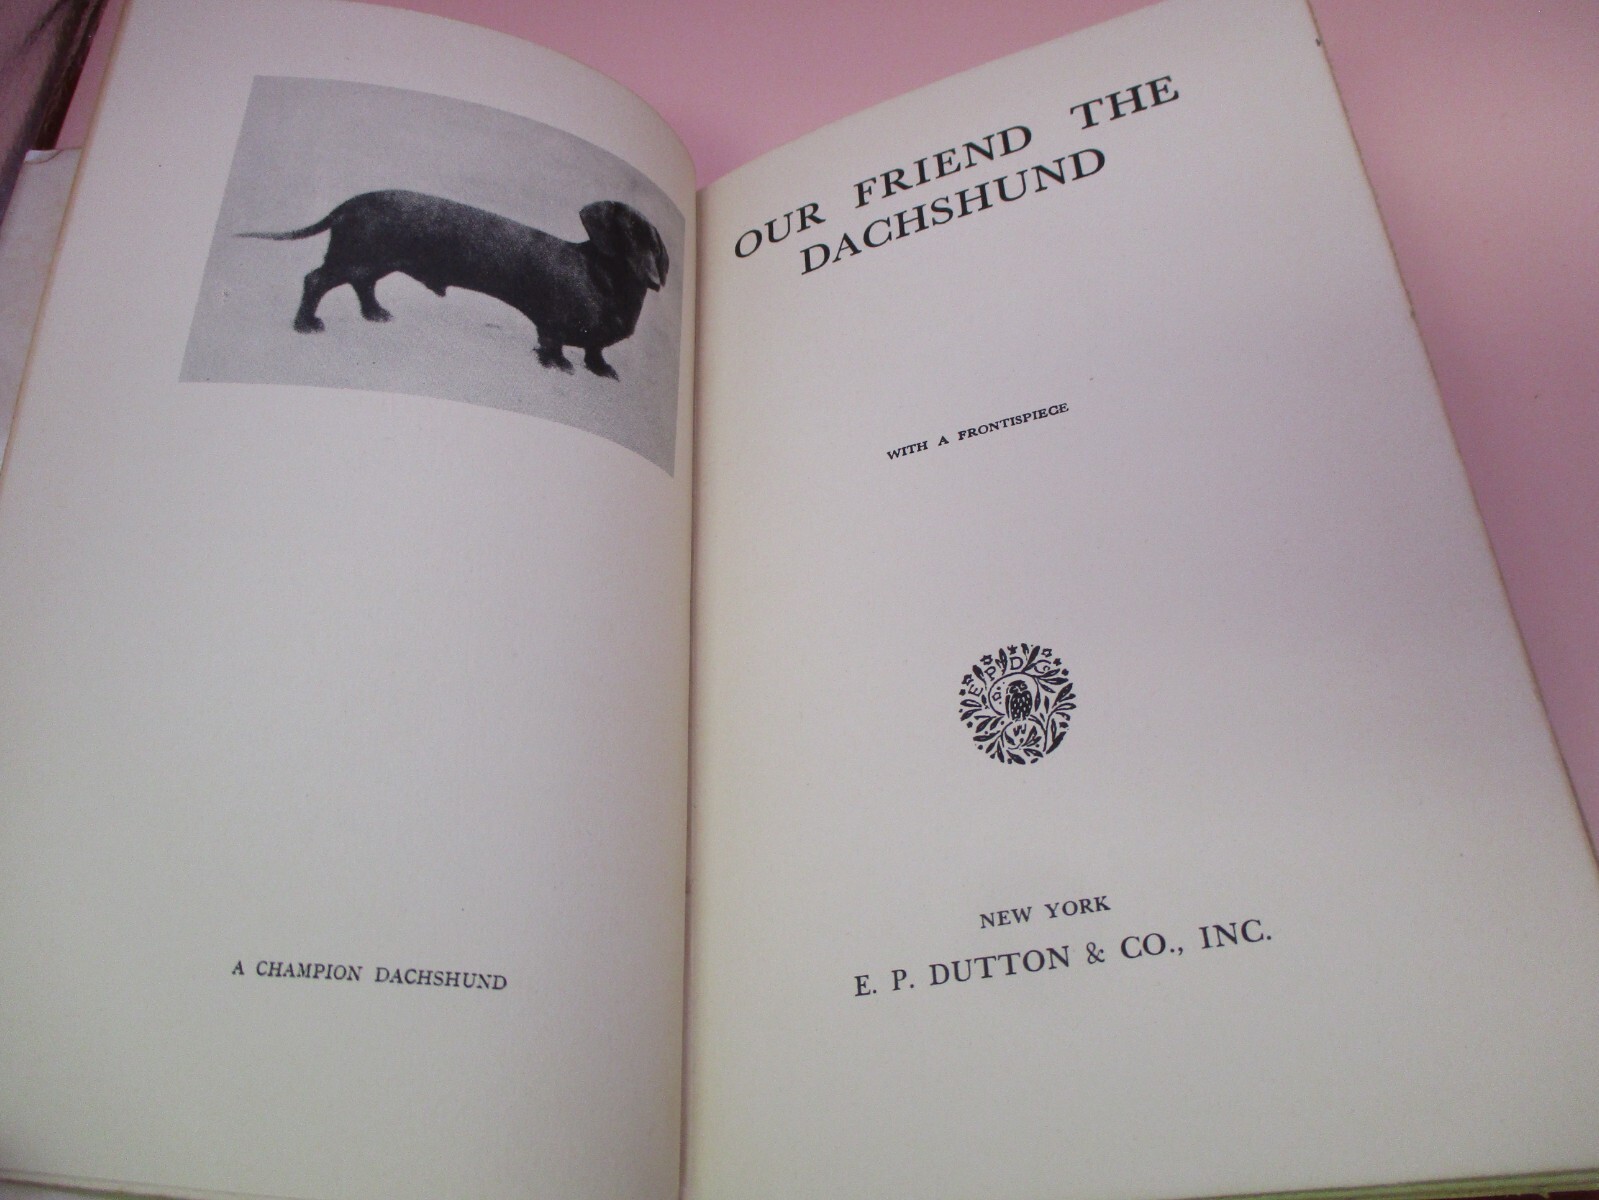 A CHAMPION DACHSHUND
OUR FRIEND THE
DACHSHUND
WITH A FRONTISPIECE
E P D C
NEW YORK
E. P. DUTTON & CO., INC.